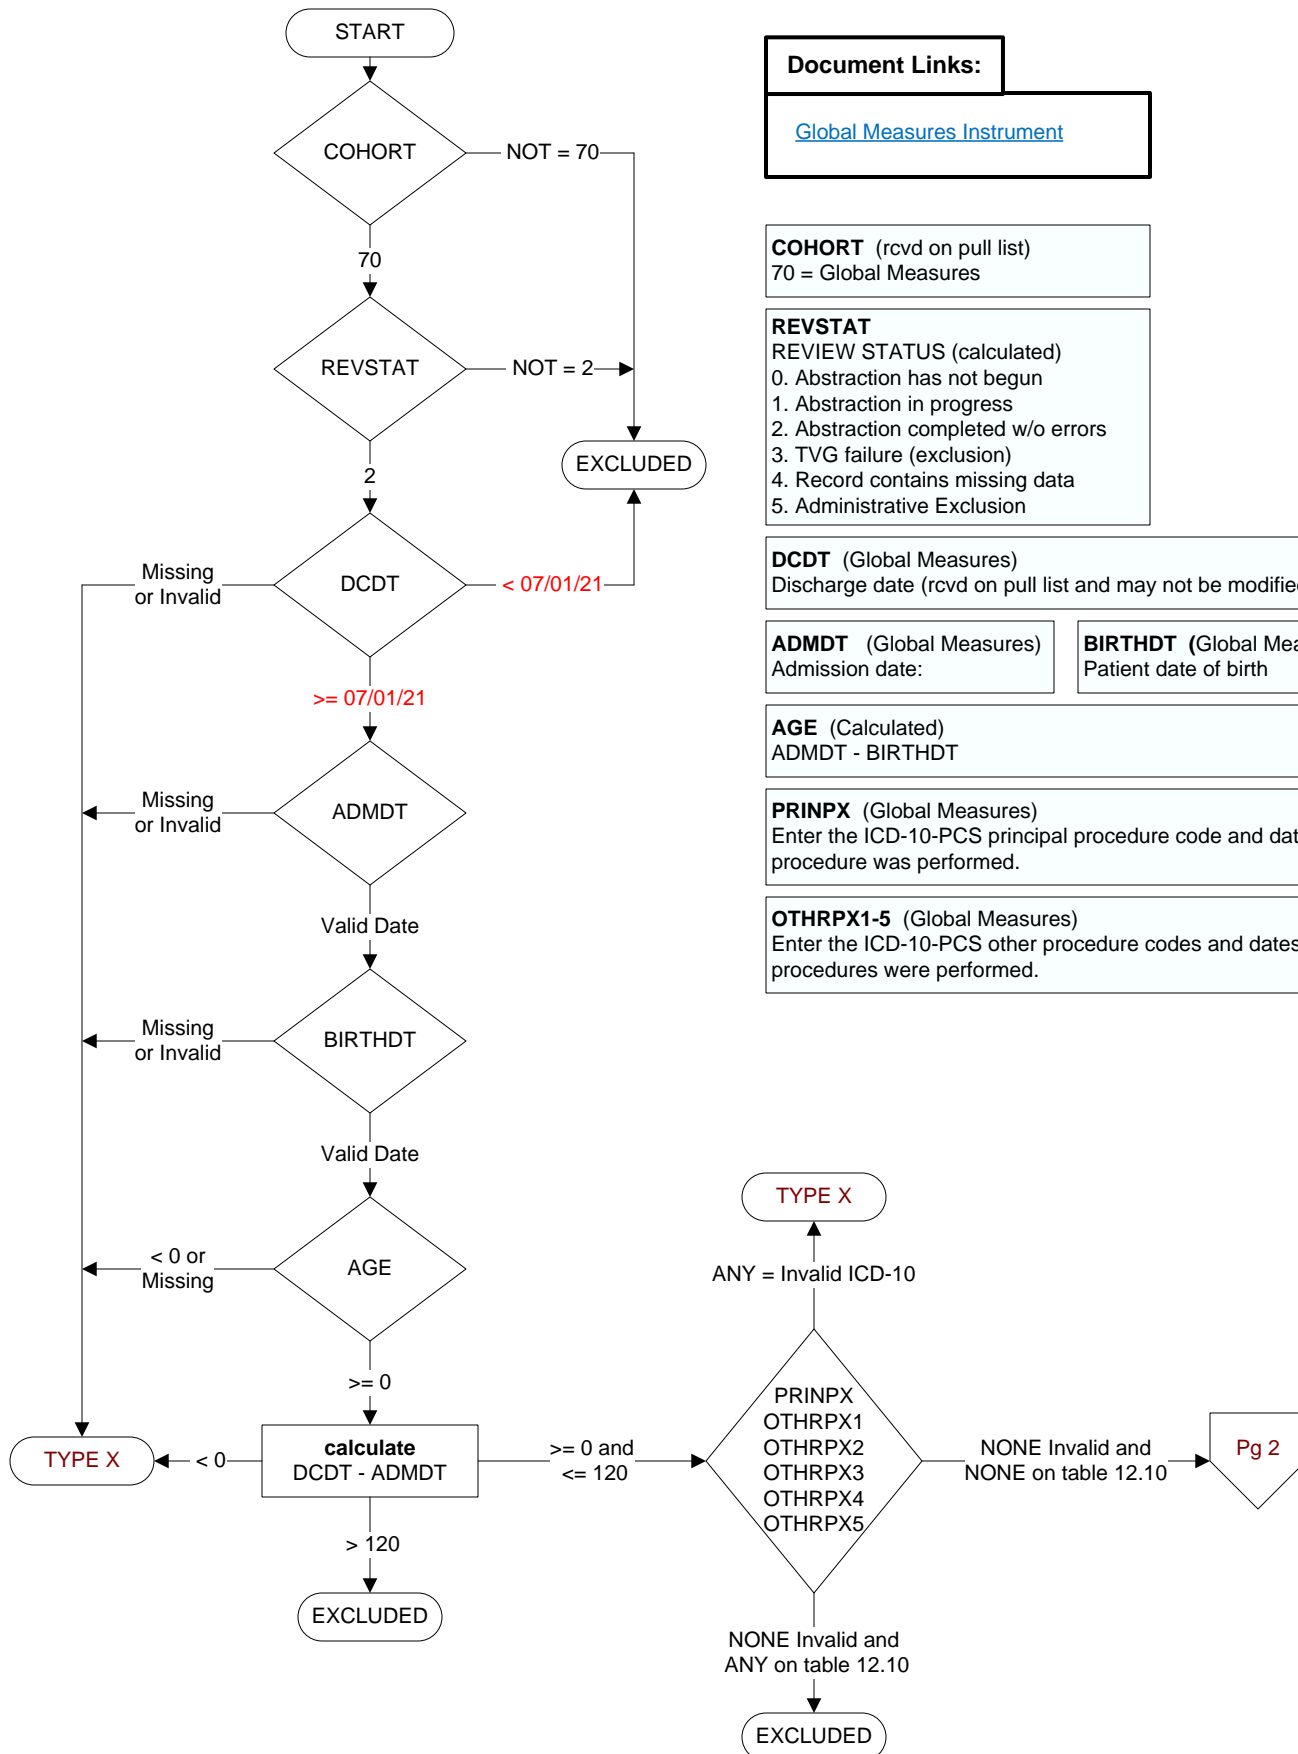 START
COHORT
NOT = 70
70
REVSTAT
NOT = 2
2
EXCLUDED
DCDT
Missing
or Invalid
< 07/01/21
>= 07/01/21
ADMDT
Missing
or Invalid
Valid Date
BIRTHDT
Missing
or Invalid
Valid Date
AGE
< 0 or
Missing
>= 0
calculate
DCDT - ADMDT
< 0
TYPE X
> 120
EXCLUDED
>= 0 and
<= 120
PRINPX
OTHRPX1
OTHRPX2
OTHRPX3
OTHRPX4
OTHRPX5
ANY = Invalid ICD-10
TYPE X
NONE Invalid and
NONE on table 12.10
Pg 2
NONE Invalid and
ANY on table 12.10
EXCLUDED
Document Links:
Global Measures Instrument
COHORT (rcvd on pull list)
70 = Global Measures
REVSTAT
REVIEW STATUS (calculated)
0. Abstraction has not begun
1. Abstraction in progress
2. Abstraction completed w/o errors
3. TVG failure (exclusion)
4. Record contains missing data
5. Administrative Exclusion
DCDT (Global Measures)
Discharge date (rcvd on pull list and may not be modifie
ADMDT (Global Measures)
Admission date:
BIRTHDT (Global Mea
Patient date of birth
AGE (Calculated)
ADMDT - BIRTHDT
PRINPX (Global Measures)
Enter the ICD-10-PCS principal procedure code and dat
procedure was performed.
OTHRPX1-5 (Global Measures)
Enter the ICD-10-PCS other procedure codes and dates
procedures were performed.